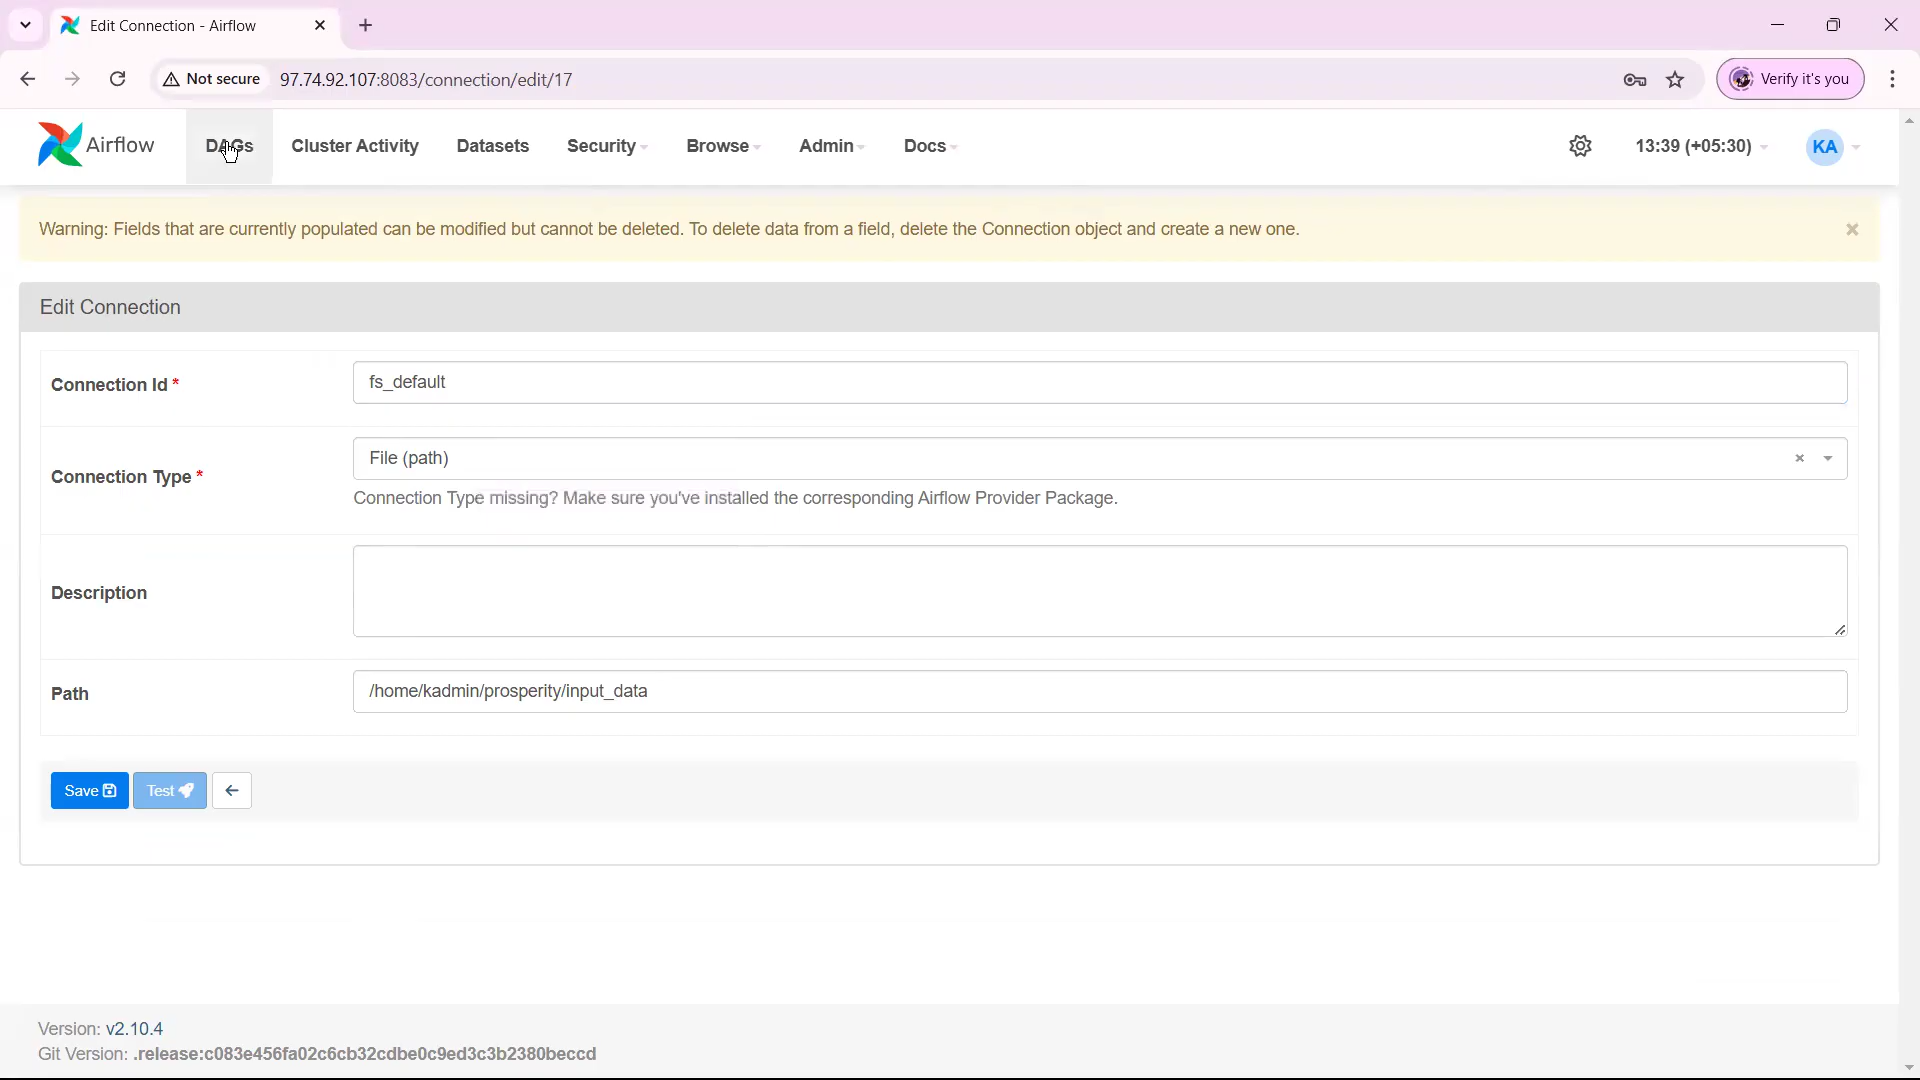 Edit Connection - Airflow
Not secure 97.74.92.107:8083/connection/edit/17 Verify it's you
Airflow DAGs Cluster Activity Datasets Security Browse Admin Docs 13:39 (+05:30) KA
Warning: Fields that are currently populated can be modified but cannot be deleted. To delete data from a field, delete the Connection object and create a new one. ×
Edit Connection
Connection Id * fs_default
Connection Type * File (path) ×
Connection Type missing? Make sure you've installed the corresponding Airflow Provider Package.
Description
Path /home/kadmin/prosperity/input_data
Save Test
Version: v2.10.4
Git Version: .release:c083e456fa02c6cb32cdbe0c9ed3c3b2380beccd